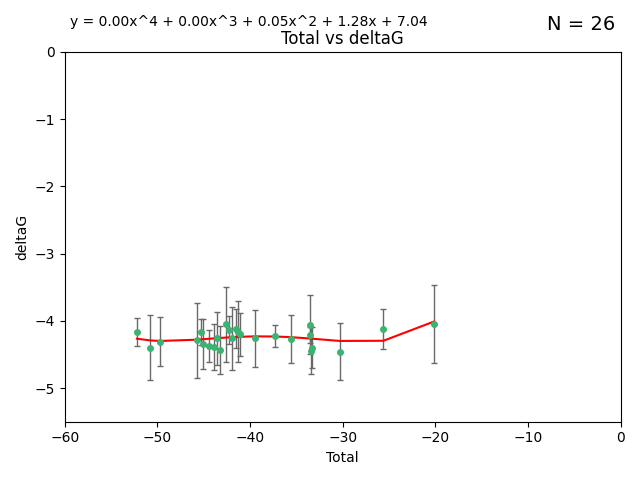 y = 0.00x^4 + 0.00x^3 + 0.05x^2 + 1.28x + 7.04
N = 26
Total vs deltaG
0
−1
−2
−3
−4
−5
deltaG
−60 −50 −40 −30 −20 −10 0
Total